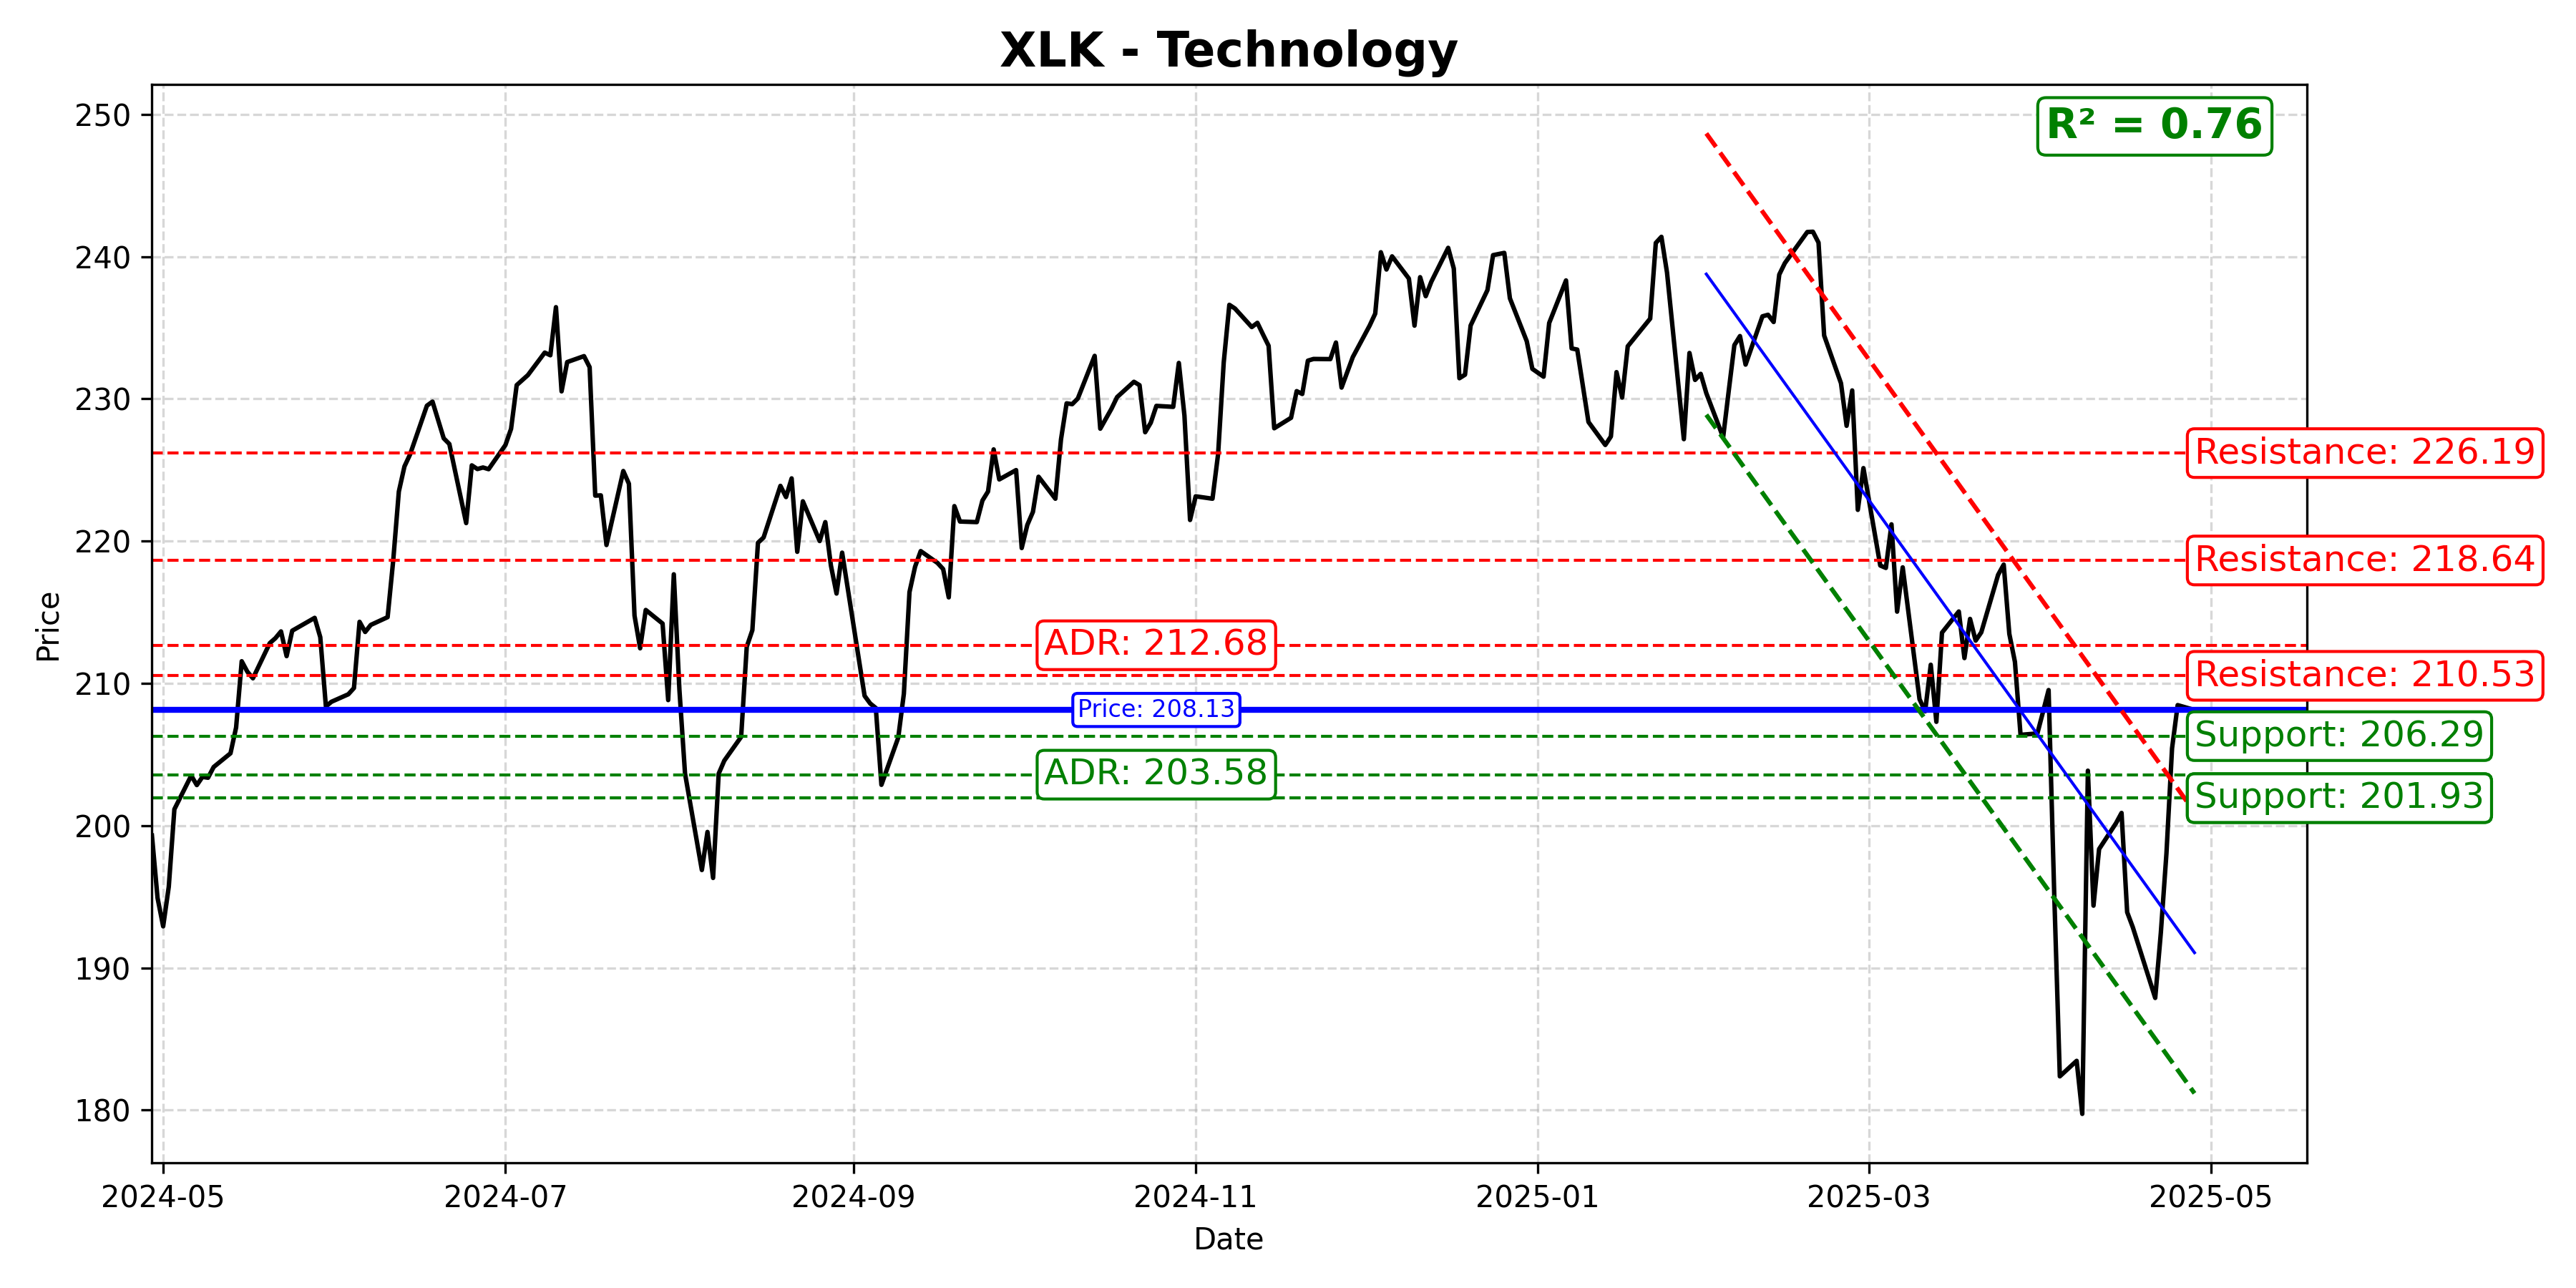 XLK - Technology
R² = 0.76
250
240
230
220
210
200
190
180
Price
Resistance: 226.19
Resistance: 218.64
ADR: 212.68
Resistance: 210.53
Price: 208.13
Support: 206.29
ADR: 203.58
Support: 201.93
2024-05
2024-07
2024-09
2024-11
2025-01
2025-03
2025-05
Date